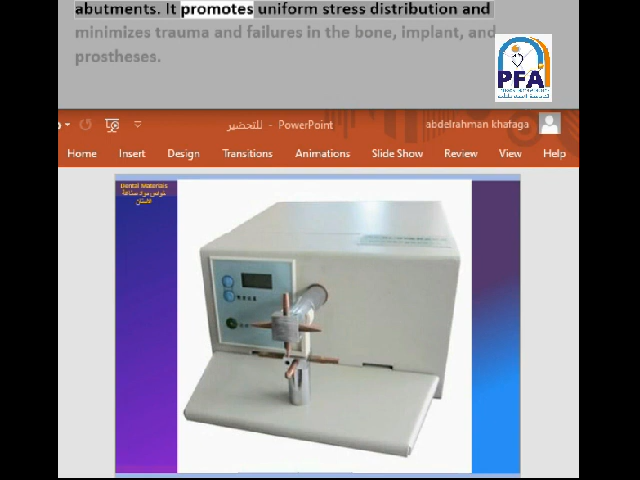 abutments. It promotes uniform stress distribution and
minimizes trauma and failures in the bone, implant, and
prostheses.
PFA
للتحضير - PowerPoint
abdelrahman khafaga
Home Insert Design Transitions Animations Slide Show Review View Help
Dental Materials